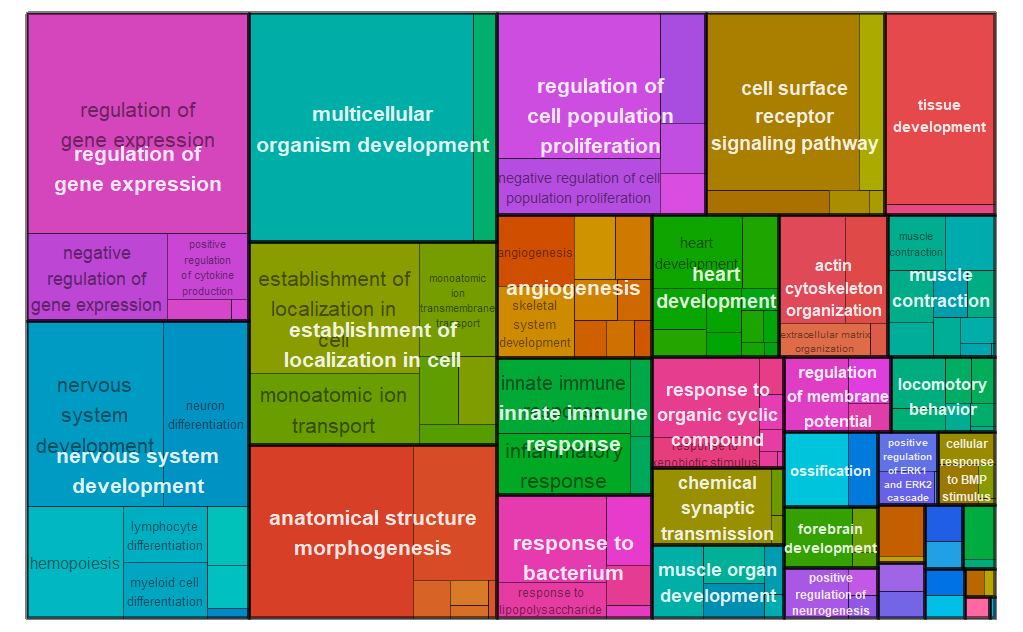 regulation of
gene expression
regulation of
gene expression
negative
regulation of
gene expression
positive
regulation
of cytokine
production
nervous
system
development
nervous system
development
neuron
differentiation
hemopoiesis
lymphocyte
differentiation
myeloid cell
differentiation
multicellular
organism development
establishment of
localization in
cell
establishment of
localization in cell
monoatomic
ion
transmembrane
transport
monoatomic ion
transport
anatomical structure
morphogenesis
regulation of
cell population
proliferation
negative regulation of cell
population proliferation
cell surface
receptor
signaling pathway
tissue
development
angiogenesis
angiogenesis
skeletal
system
development
heart
development
heart
development
actin
cytoskeleton
organization
extracellular matrix
organization
muscle
contraction
muscle
contraction
innate immune
response
innate immune
response
inflammatory
response
response to
bacterium
response to
lipopolysaccharide
response to
organic cyclic
compound
response to
xenobiotic stimulus
chemical
synaptic
transmission
muscle organ
development
regulation
of membrane
potential
locomotory
behavior
ossification
positive
regulation
of ERK1
and ERK2
cascade
cellular
response
to BMP
stimulus
forebrain
development
positive
regulation of
neurogenesis